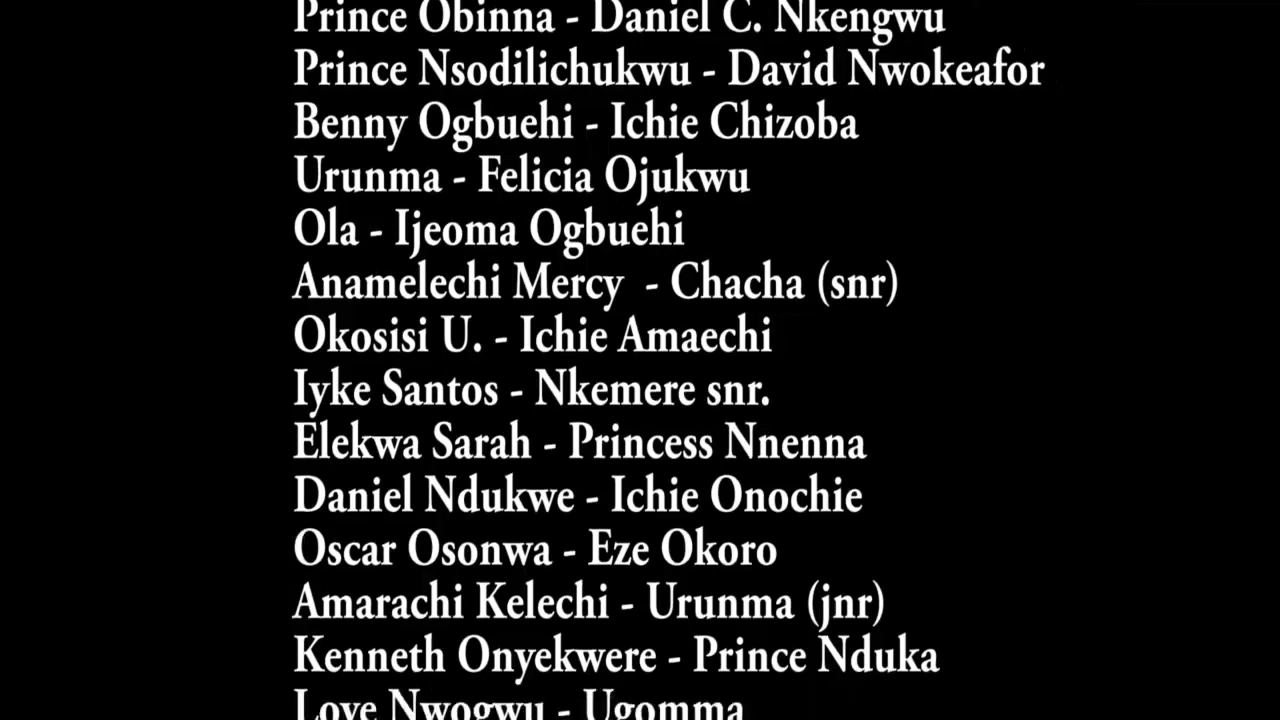 Prince Obinna - Daniel C. Nkengwu
Prince Nsodilichukwu - David Nwokeafor
Benny Ogbuehi - Ichie Chizoba
Urunma - Felicia Ojukwu
Ola - Ijeoma Ogbuehi
Anamelechi Mercy - Chacha (snr)
Okosisi U. - Ichie Amaechi
Iyke Santos - Nkemere snr.
Elekwa Sarah - Princess Nnenna
Daniel Ndukwe - Ichie Onochie
Oscar Osonwa - Eze Okoro
Amarachi Kelechi - Urunma (jnr)
Kenneth Onyekwere - Prince Nduka
Love Nwogwu - Ugomma